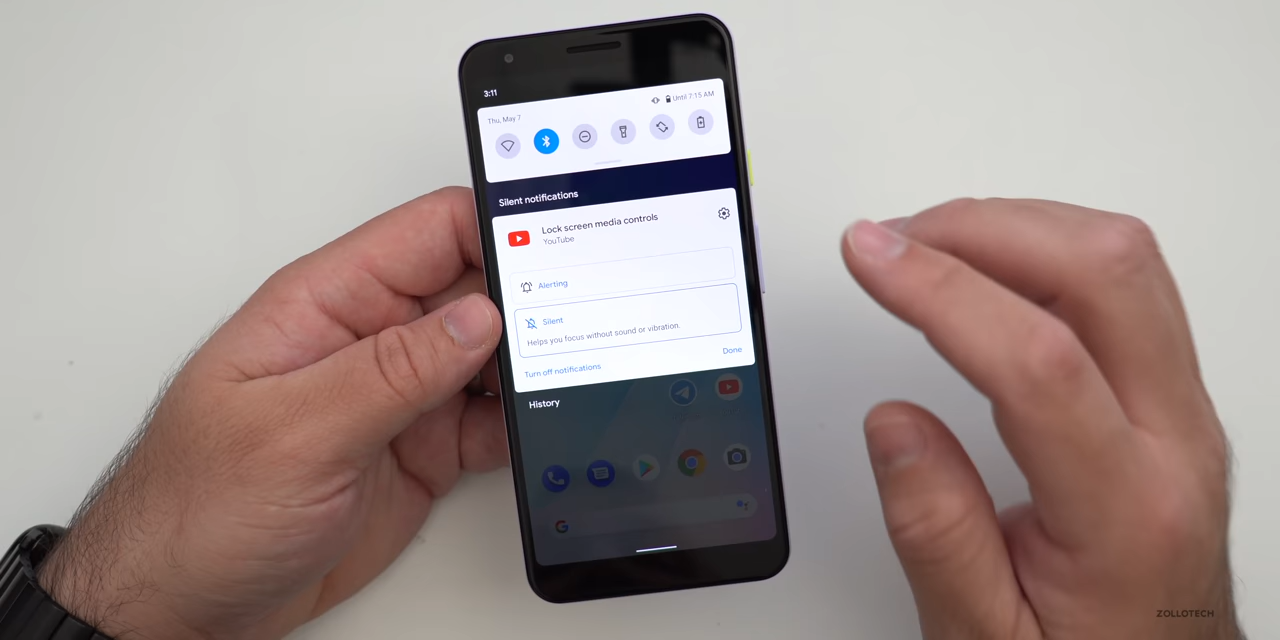 3:11
Thu, May 7
Until 7:15 AM
Silent notifications
Lock screen media controls
YouTube
Alerting
Silent
Helps you focus without sound or vibration.
Turn off notifications
Done
History
ZOLLOTECH